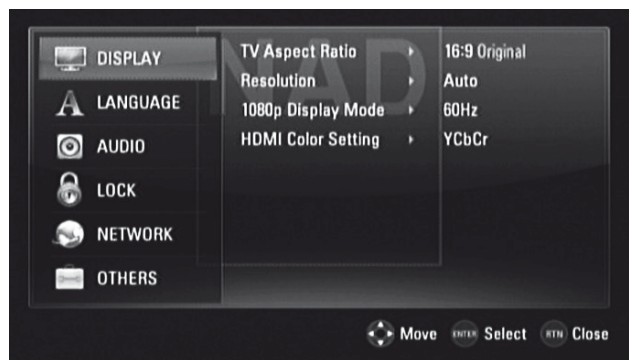 NAD
DISPLAY
LANGUAGE
AUDIO
LOCK
NETWORK
OTHERS
TV Aspect Ratio 16:9 Original
Resolution Auto
1080p Display Mode 60Hz
HDMI Color Setting YCbCr
Move ENTER Select RTN Close